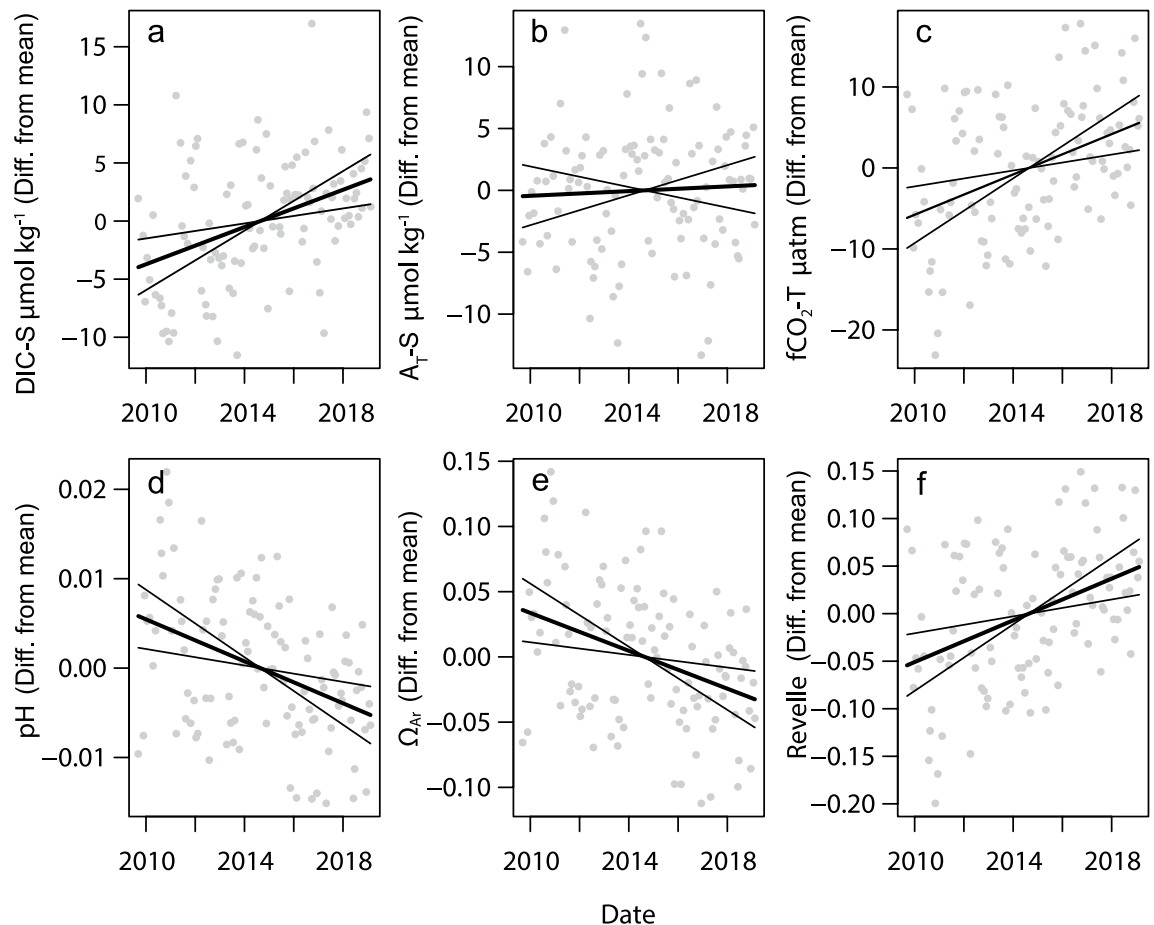 a
DIC-S µmol kg⁻¹ (Diff. from mean)
15
10
5
0
−5
−10
2010 2014 2018
b
A_T-S µmol kg⁻¹ (Diff. from mean)
10
5
0
−5
−10
2010 2014 2018
c
fCO₂-T µatm (Diff. from mean)
10
0
−10
−20
2010 2014 2018
d
pH (Diff. from mean)
0.02
0.01
0.00
−0.01
2010 2014 2018
e
Ω_Ar (Diff. from mean)
0.15
0.10
0.05
0.00
−0.05
−0.10
2010 2014 2018
f
Revelle (Diff. from mean)
0.15
0.10
0.05
0.00
−0.05
−0.10
−0.15
−0.20
2010 2014 2018
Date